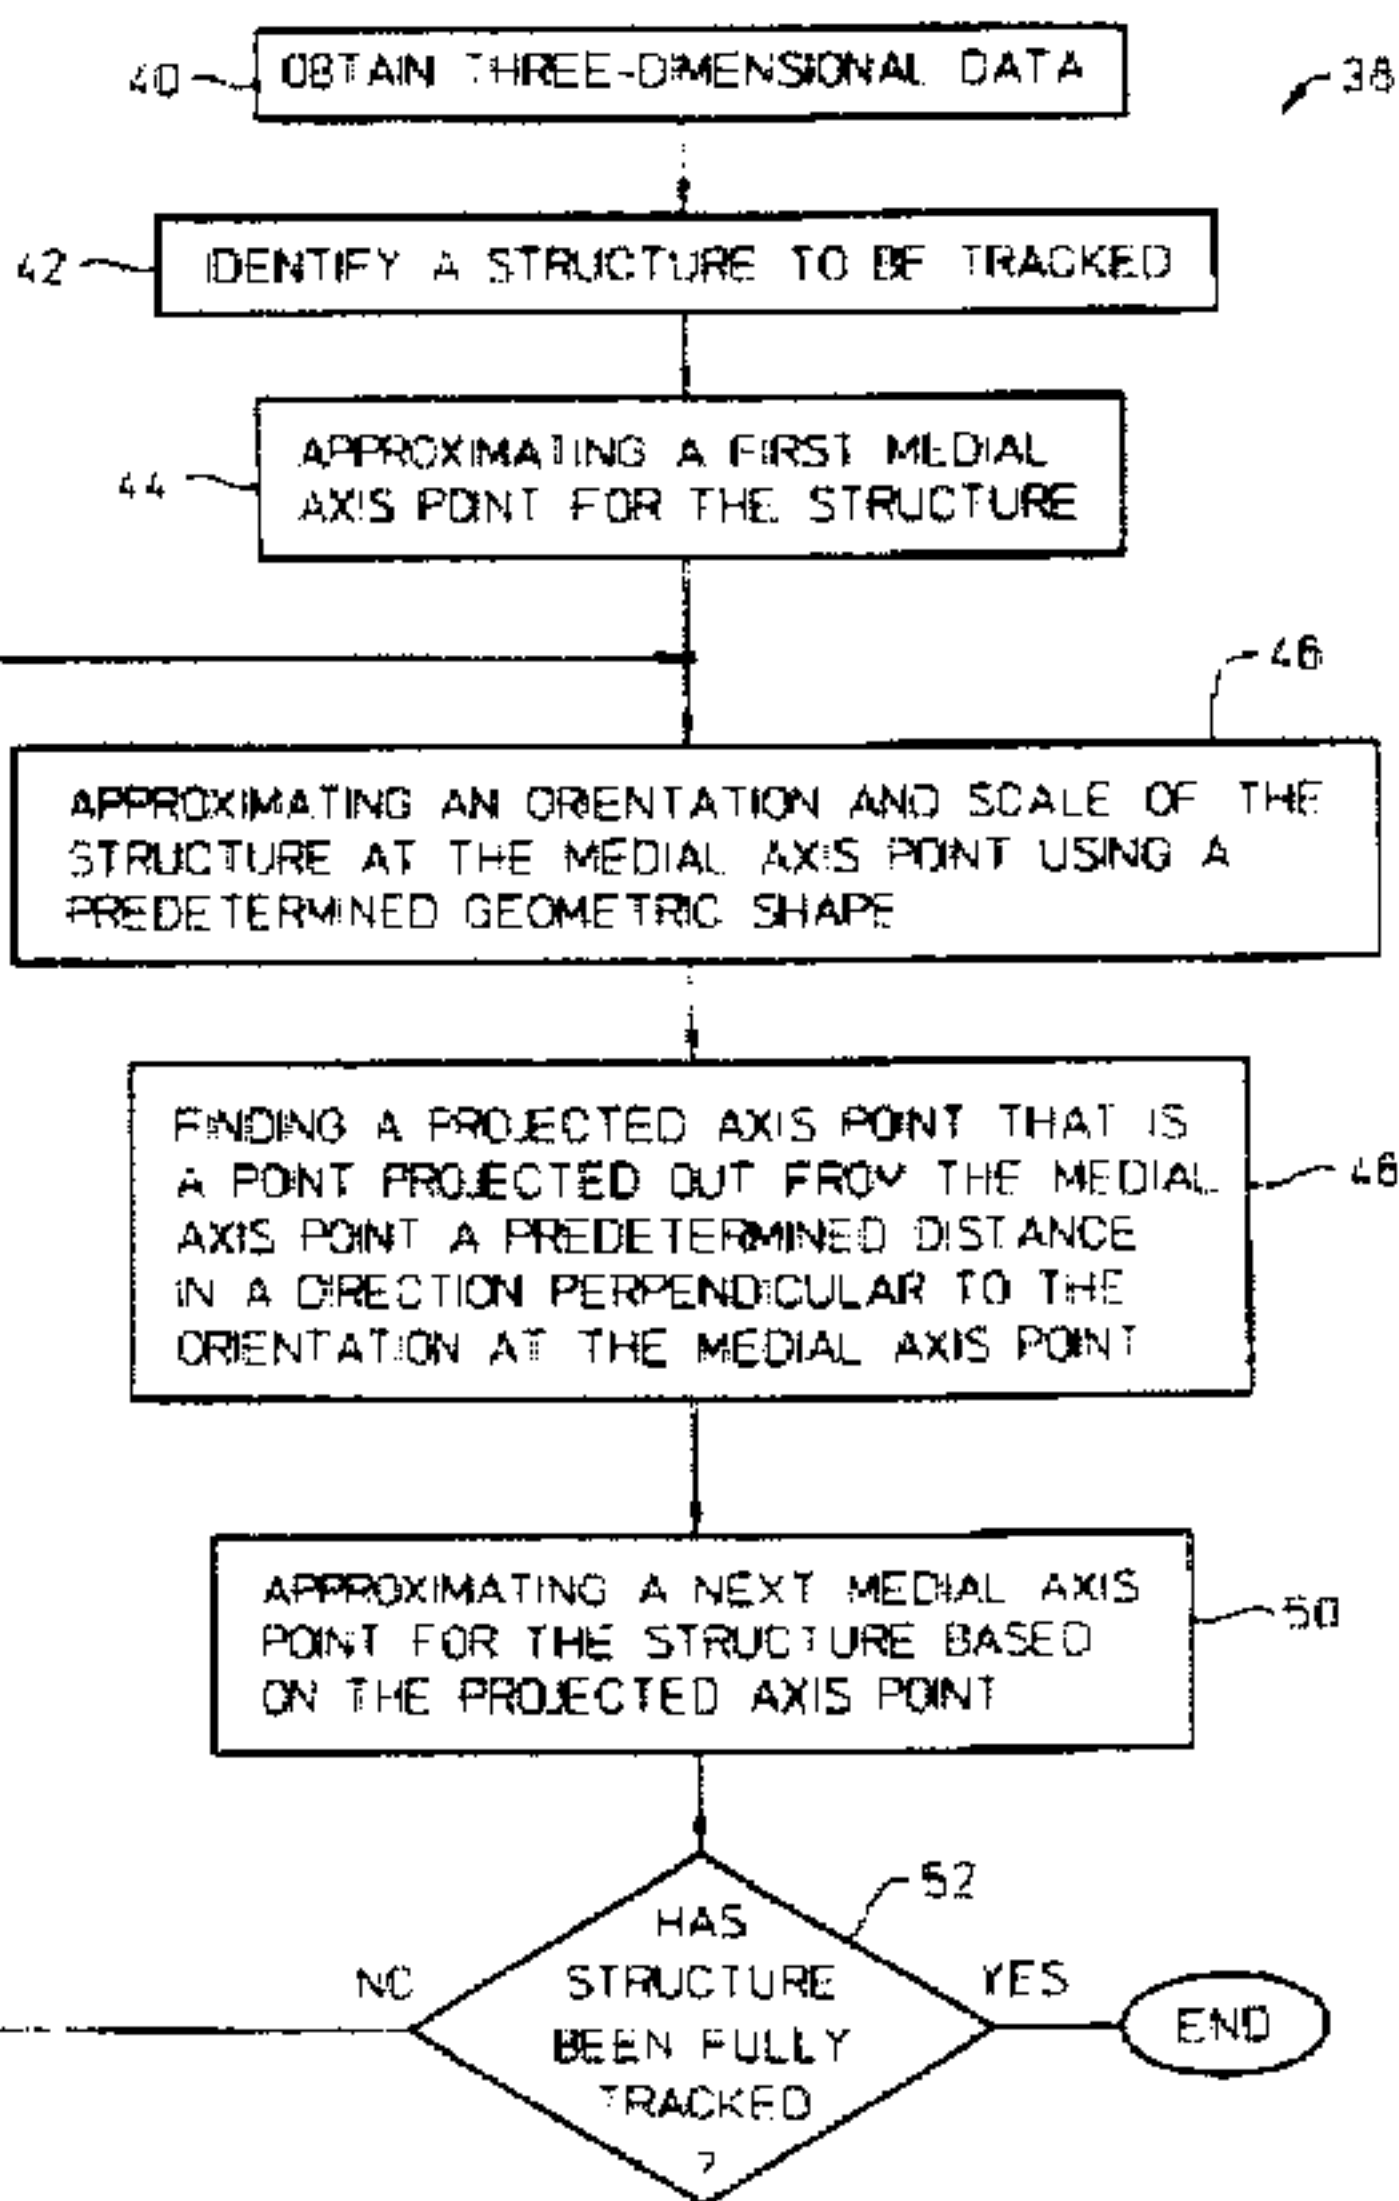 40
OBTAIN THREE-DIMENSIONAL DATA
38
42
IDENTIFY A STRUCTURE TO BE TRACKED
44
APPROXIMATING A FIRST MEDIAL
AXIS POINT FOR THE STRUCTURE
46
APPROXIMATING AN ORIENTATION AND SCALE OF THE
STRUCTURE AT THE MEDIAL AXIS POINT USING A
PREDETERMINED GEOMETRIC SHAPE
FINDING A PROJECTED AXIS POINT THAT IS
A POINT PROJECTED OUT FROM THE MEDIAL
AXIS POINT A PREDETERMINED DISTANCE
IN A DIRECTION PERPENDICULAR TO THE
ORIENTATION AT THE MEDIAL AXIS POINT
APPROXIMATING A NEXT MEDIAL AXIS
POINT FOR THE STRUCTURE BASED
ON THE PROJECTED AXIS POINT
50
52
HAS
STRUCTURE
BEEN FULLY
TRACKED
?
NO
YES
END